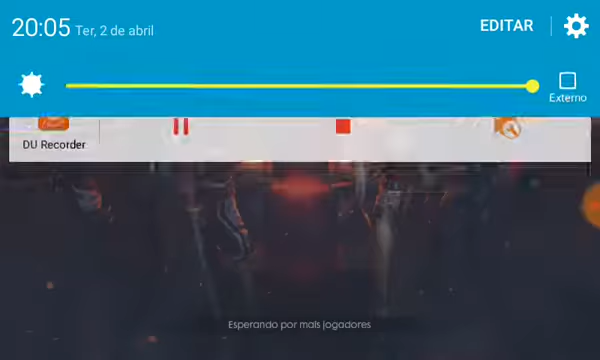 20:05 Ter, 2 de abril
EDITAR
Externo
DU Recorder
Esperando por mais jogadores